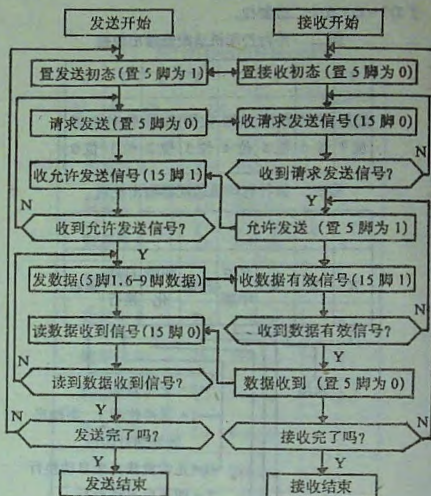 发送开始
置发送初态(置5脚为1)
请求发送(置5脚为0)
收允许发送信号(15脚1)
N
收到允许发送信号?
Y
发数据(5脚1.6-9脚数据)
读数据收到信号(15脚0)
N
读到数据收到信号?
Y
N
发送完了吗?
Y
发送结束
接收开始
置接收初态(置5脚为0)
收请求发送信号(15脚0)
N
收到请求发送信号?
Y
允许发送(置5脚为1)
收数据有效信号(15脚1)
N
收到数据有效信号?
Y
数据收到(置5脚为0)
N
接收完了吗?
Y
接收结束